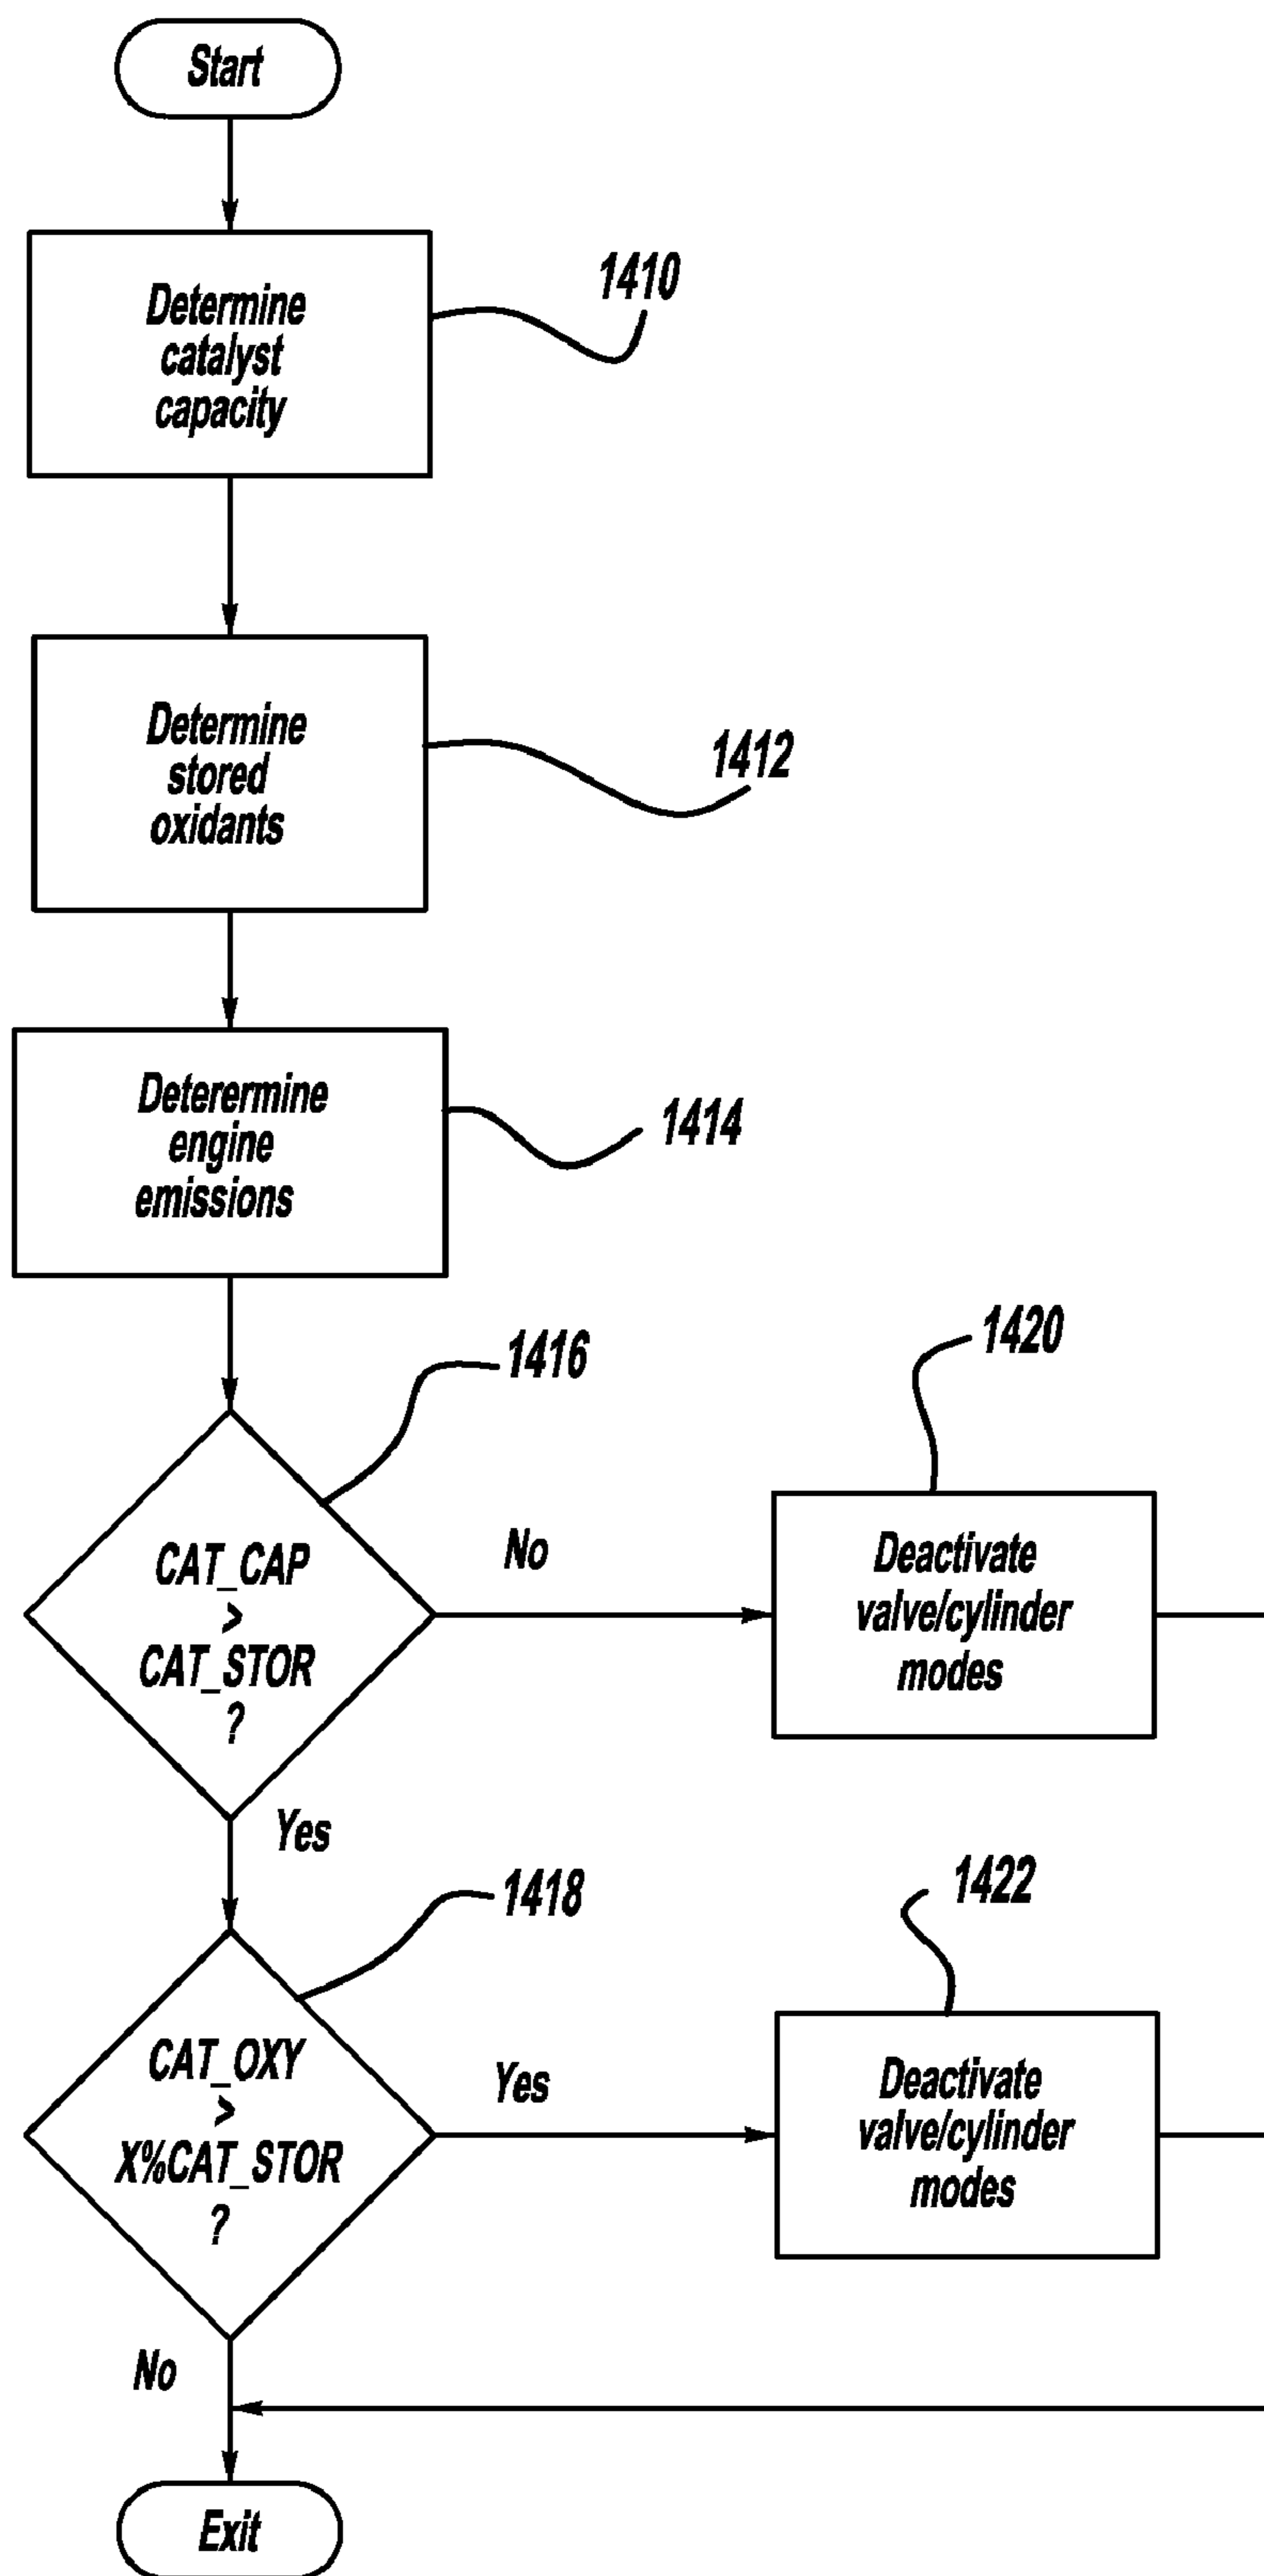 Start
1410
Determine
catalyst
capacity
1412
Determine
stored
oxidants
1414
Deterermine
engine
emissions
1416
CAT_CAP
>
CAT_STOR
?
No
1420
Deactivate
valve/cylinder
modes
Yes
1418
CAT_OXY
>
X%CAT_STOR
?
Yes
1422
Deactivate
valve/cylinder
modes
No
Exit